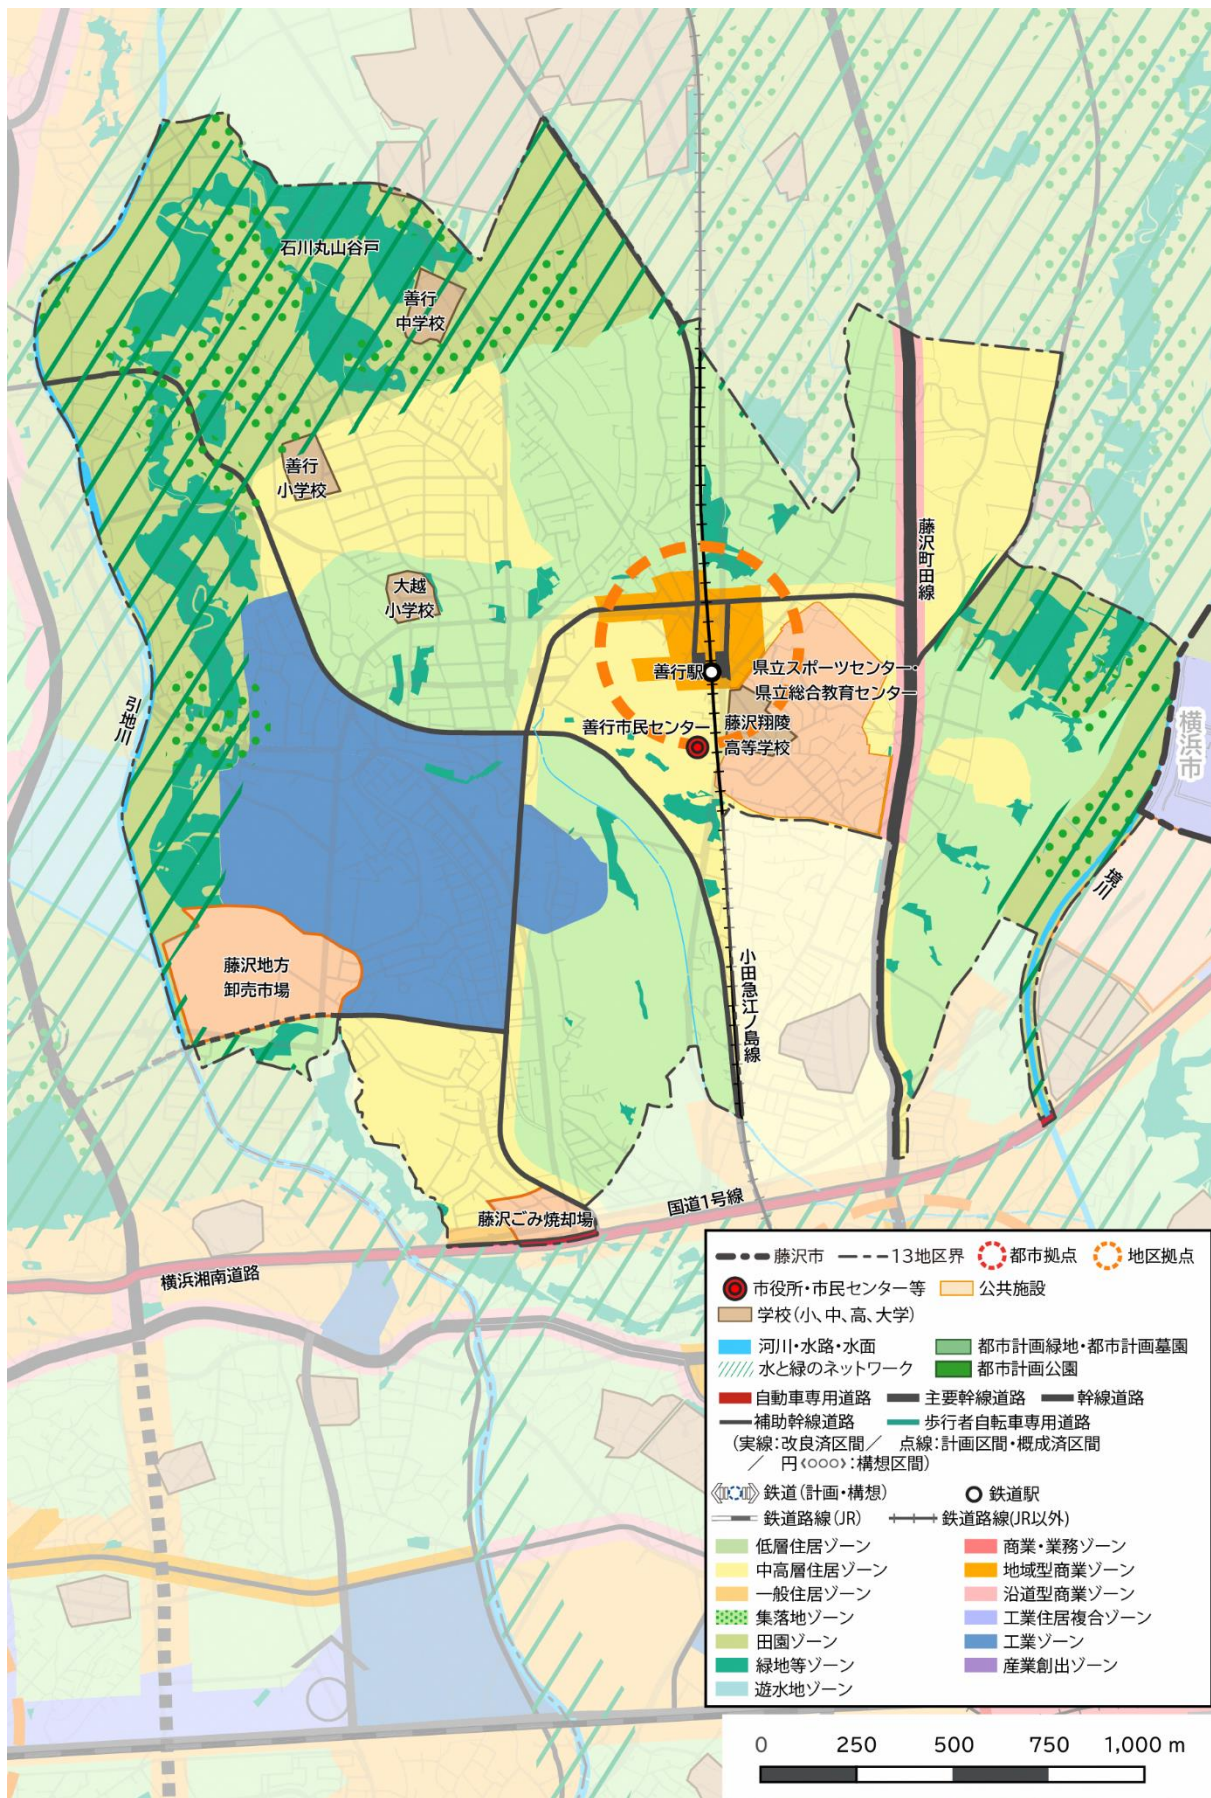 石川丸山谷戸
善行
中学校
善行
小学校
大越
小学校
藤沢町田線
善行駅
県立スポーツセンター・
県立総合教育センター
善行市民センター
藤沢翔陵
高等学校
引地川
横浜市
境川
藤沢地方
卸売市場
小田急江ノ島線
国道1号線
藤沢ごみ焼却場
横浜湘南道路
藤沢市 13地区界 都市拠点 地区拠点
市役所・市民センター等 公共施設
学校(小、中、高、大学)
河川・水路・水面 都市計画緑地・都市計画墓園
水と緑のネットワーク 都市計画公園
自動車専用道路 主要幹線道路 幹線道路
補助幹線道路 歩行者自転車専用道路
(実線:改良済区間/ 点線:計画区間・概成済区間
/ 円《○○○》:構想区間)
鉄道(計画・構想) 鉄道駅
鉄道路線(JR) 鉄道路線(JR以外)
低層住居ゾーン 商業・業務ゾーン
中高層住居ゾーン 地域型商業ゾーン
一般住居ゾーン 沿道型商業ゾーン
集落地ゾーン 工業住居複合ゾーン
田園ゾーン 工業ゾーン
緑地等ゾーン 産業創出ゾーン
遊水地ゾーン
0 250 500 750 1,000 m